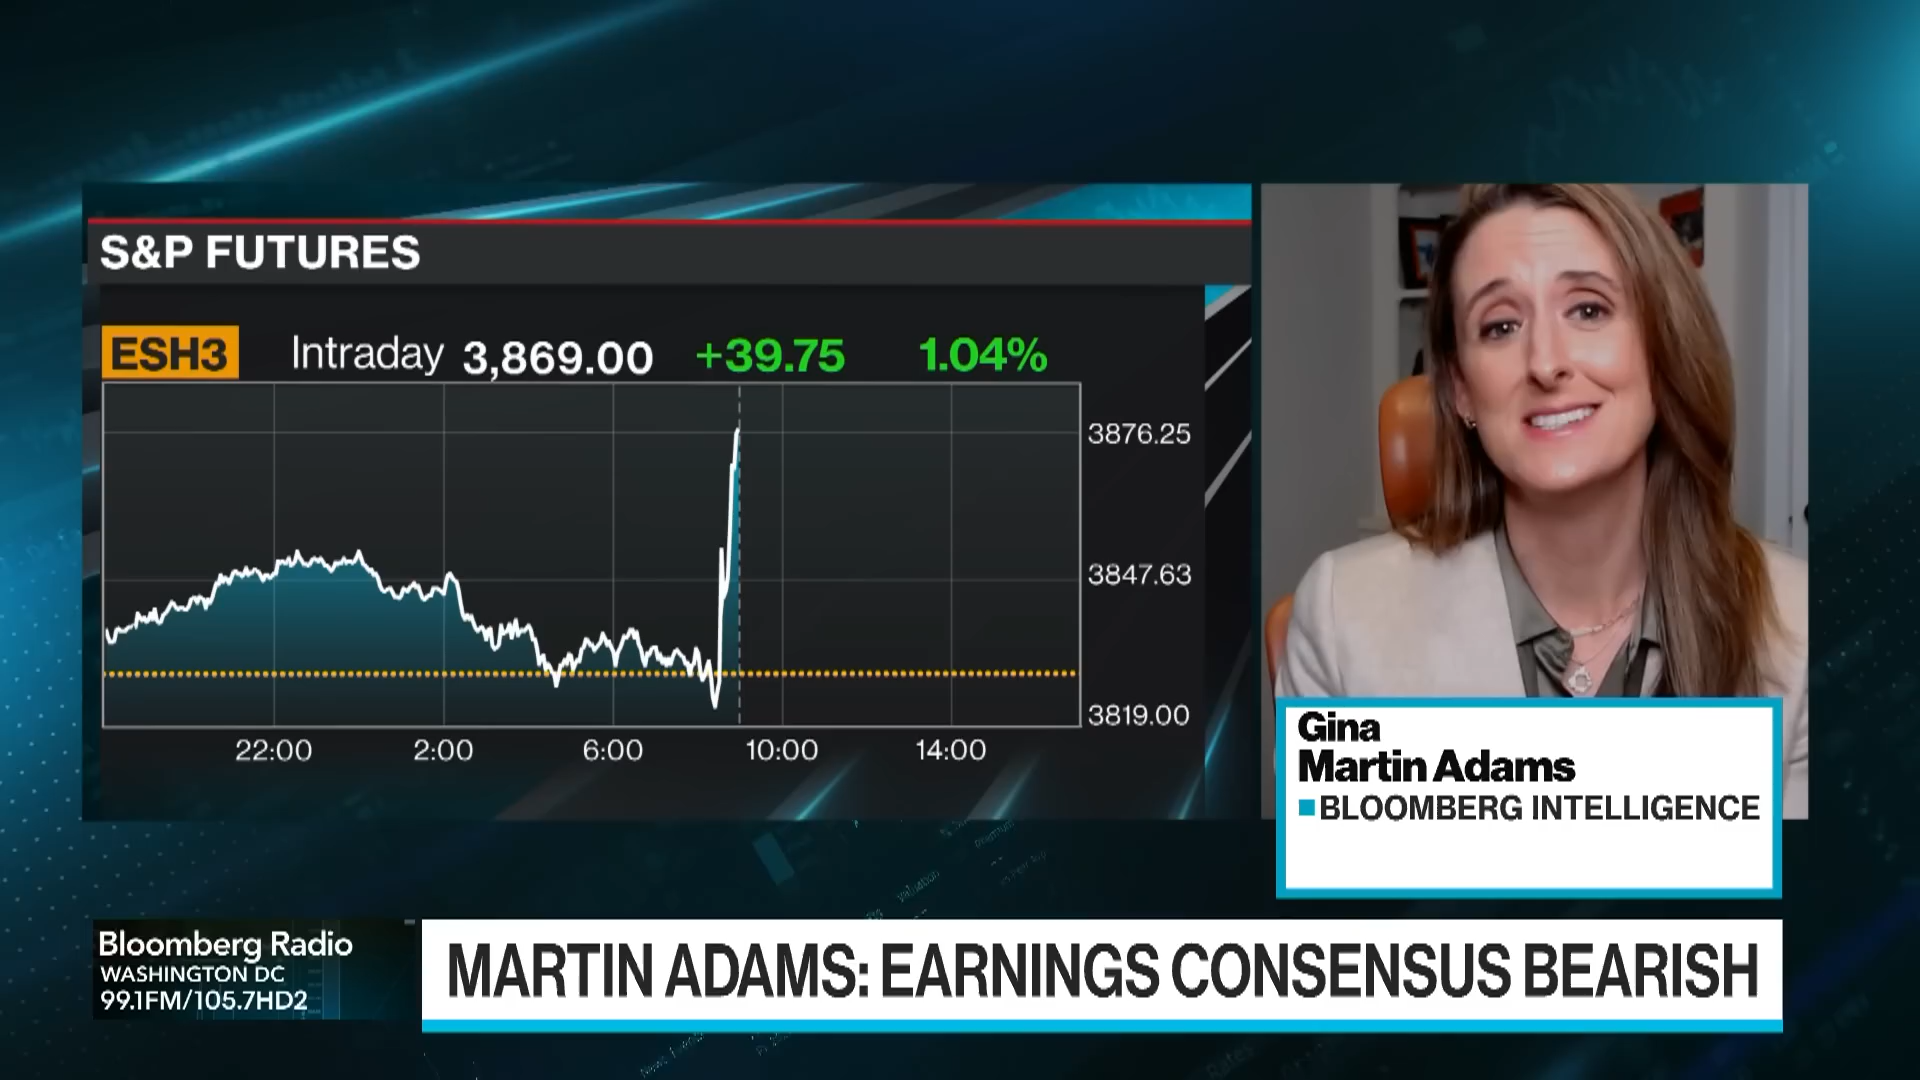 S&P FUTURES
ESH3 Intraday 3,869.00 +39.75 1.04%
3876.25
3847.63
3819.00
22:00 2:00 6:00 10:00 14:00
Gina
Martin Adams
BLOOMBERG INTELLIGENCE
Bloomberg Radio
WASHINGTON DC
99.1FM/105.7HD2
MARTIN ADAMS: EARNINGS CONSENSUS BEARISH